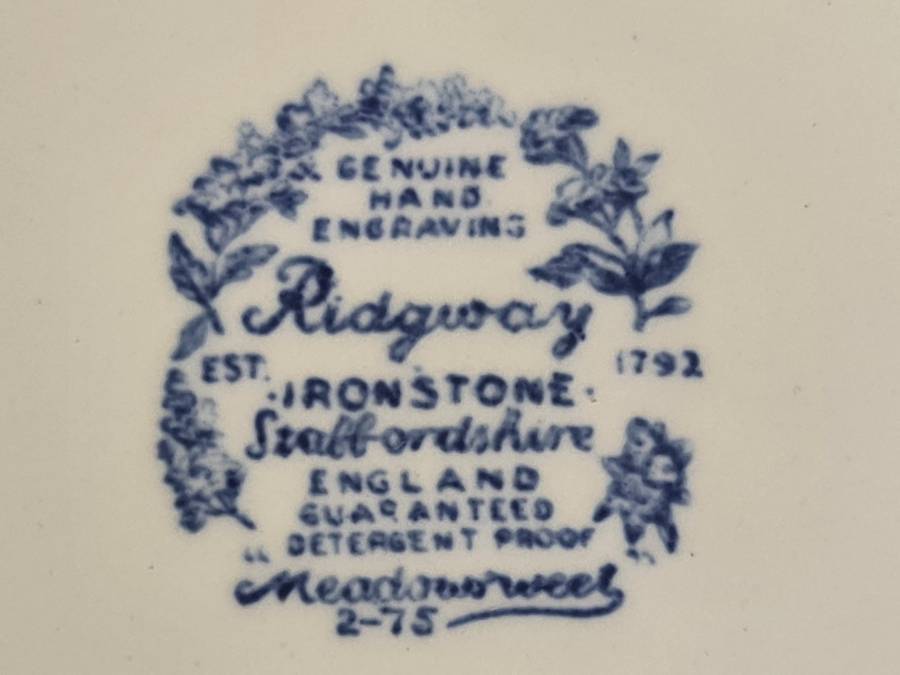 A GENUINE
HAND
ENGRAVING
Ridgway
EST. 1792
·IRONSTONE·
Staffordshire
ENGLAND
GUARANTEED
DETERGENT PROOF
"Meadowsweet"
2-75